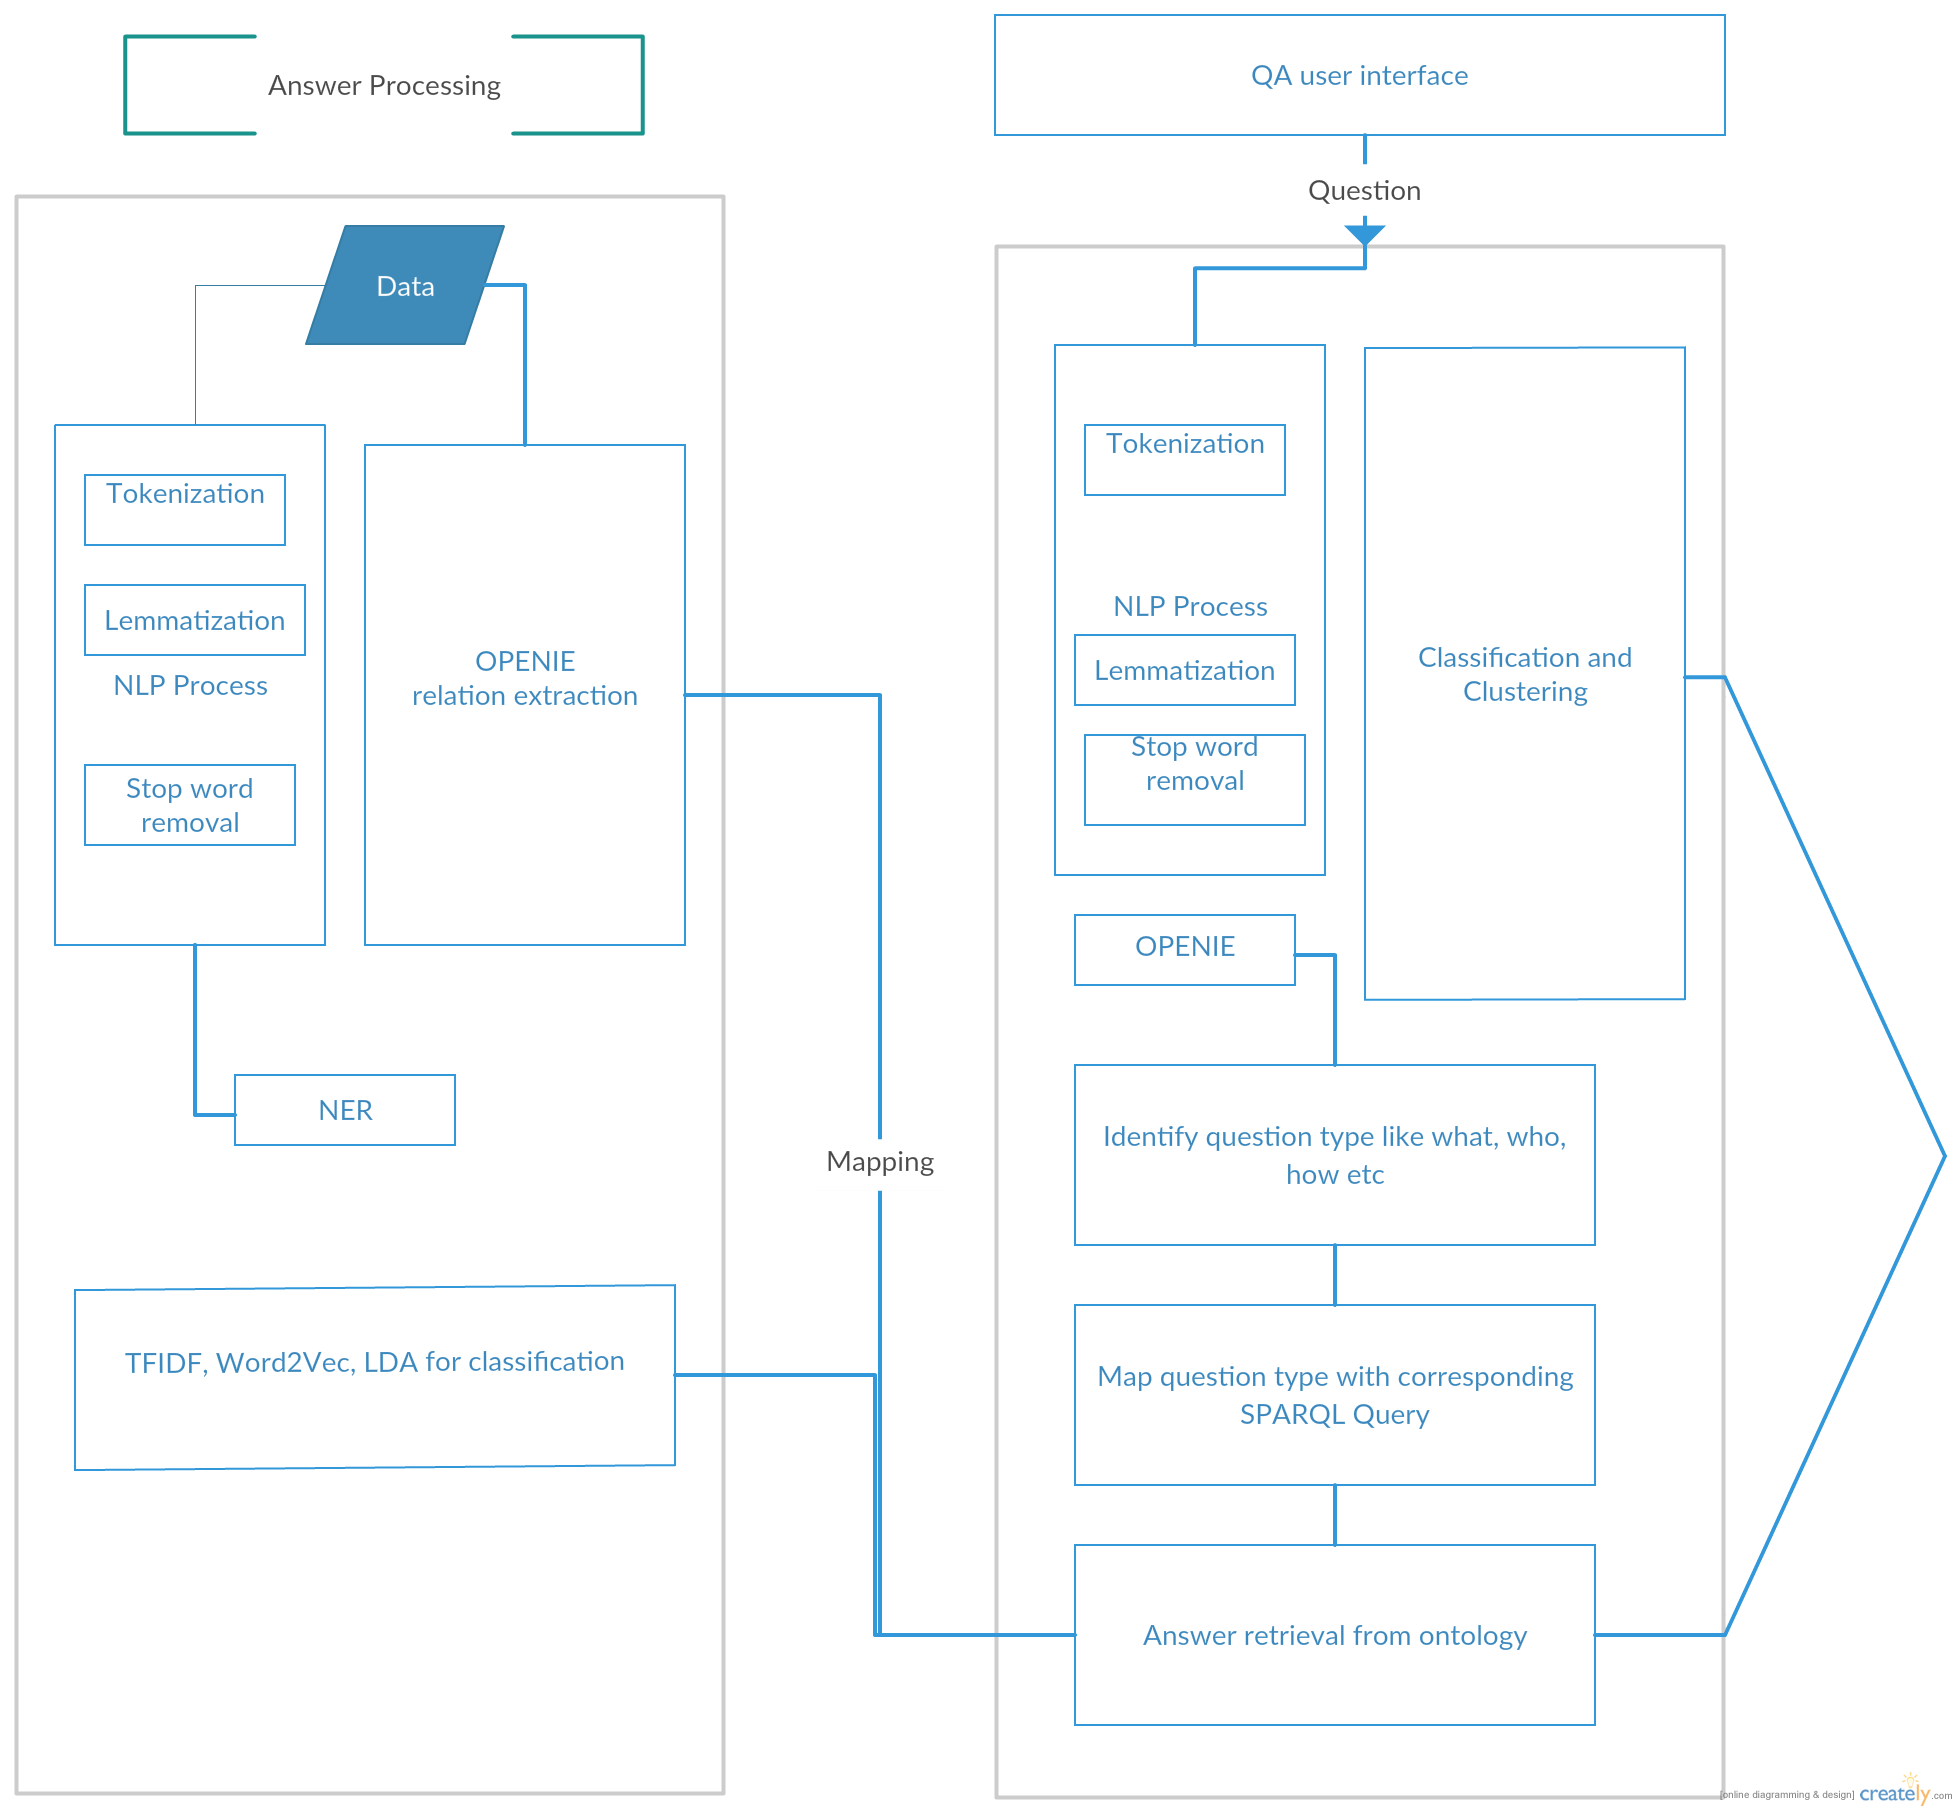 Answer Processing
Data
Tokenization
Lemmatization
NLP Process
Stop word
removal
OPENIE
relation extraction
NER
TFIDF, Word2Vec, LDA for classification
Mapping
QA user interface
Question
Tokenization
NLP Process
Lemmatization
Stop word
removal
Classification and
Clustering
OPENIE
Identify question type like what, who,
how etc
Map question type with corresponding
SPARQL Query
Answer retrieval from ontology
[online diagramming & design] creately.com